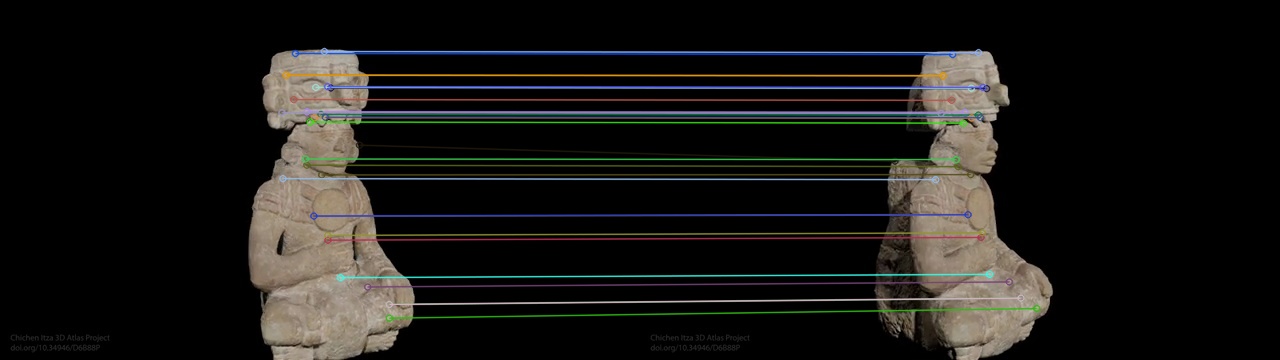 Chichen Itza 3D Atlas Project
doi.org/10.34946/D6B88P
Chichen Itza 3D Atlas Project
doi.org/10.34946/D6B88P